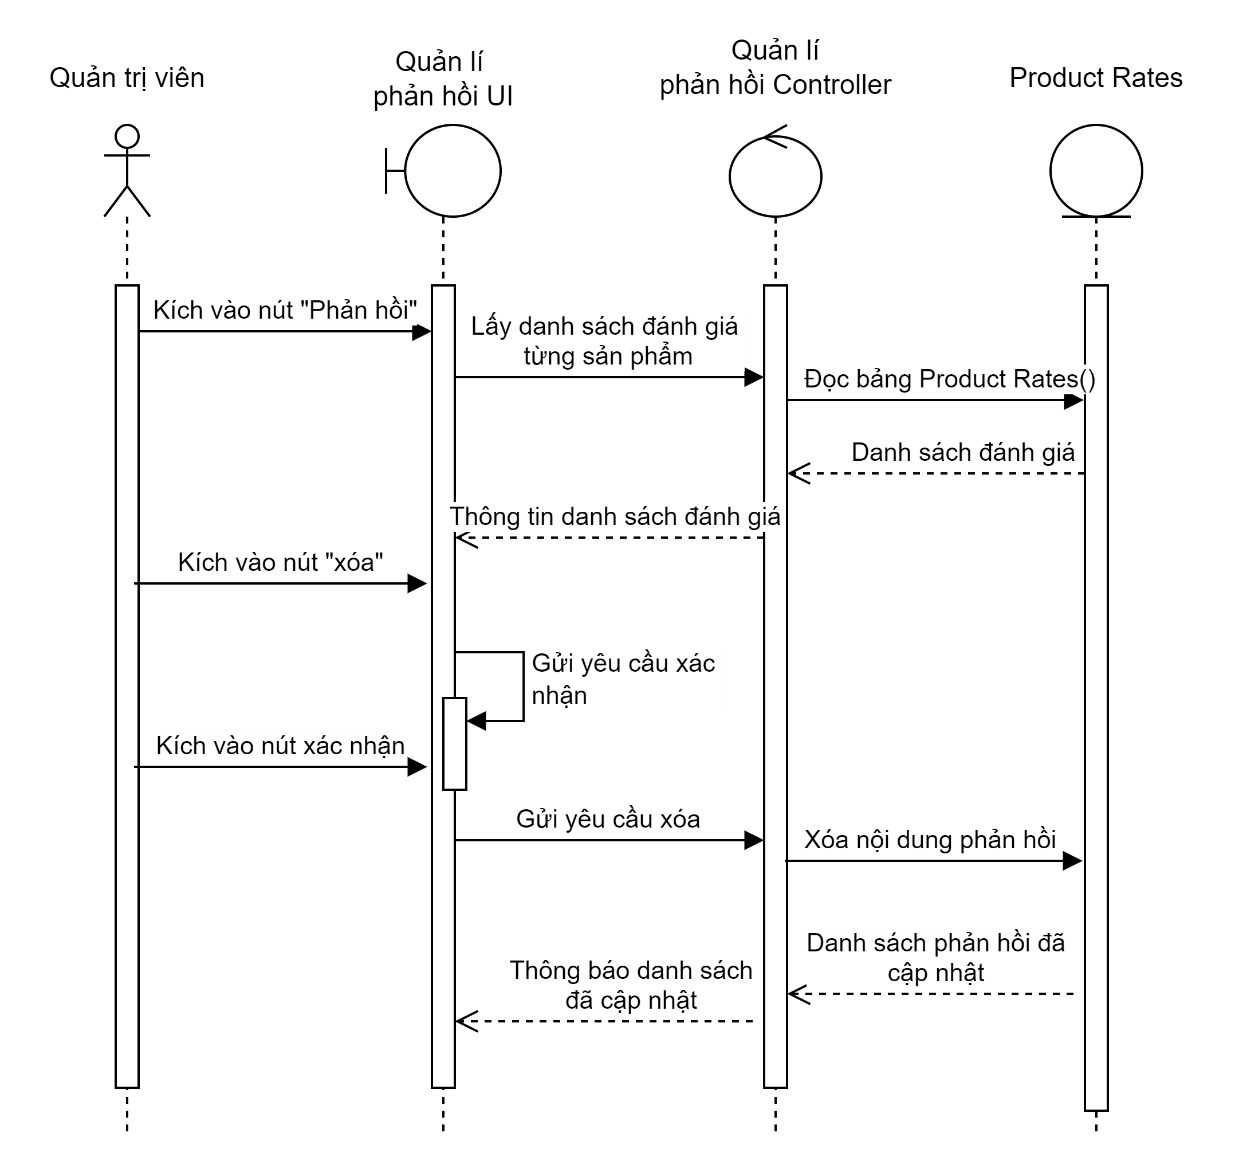 Quản trị viên
Quản lí
phản hồi UI
Quản lí
phản hồi Controller
Product Rates
Kích vào nút "Phản hồi"
Lấy danh sách đánh giá
từng sản phẩm
Đọc bảng Product Rates()
Danh sách đánh giá
Thông tin danh sách đánh giá
Kích vào nút "xóa"
Gửi yêu cầu xác
nhận
Kích vào nút xác nhận
Gửi yêu cầu xóa
Xóa nội dung phản hồi
Danh sách phản hồi đã
cập nhật
Thông báo danh sách
đã cập nhật